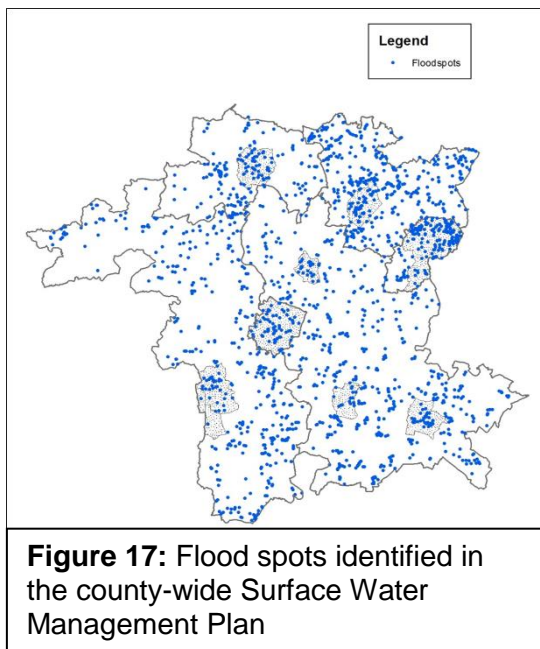 Legend
Floodspots
Figure 17: Flood spots identified in
the county-wide Surface Water
Management Plan